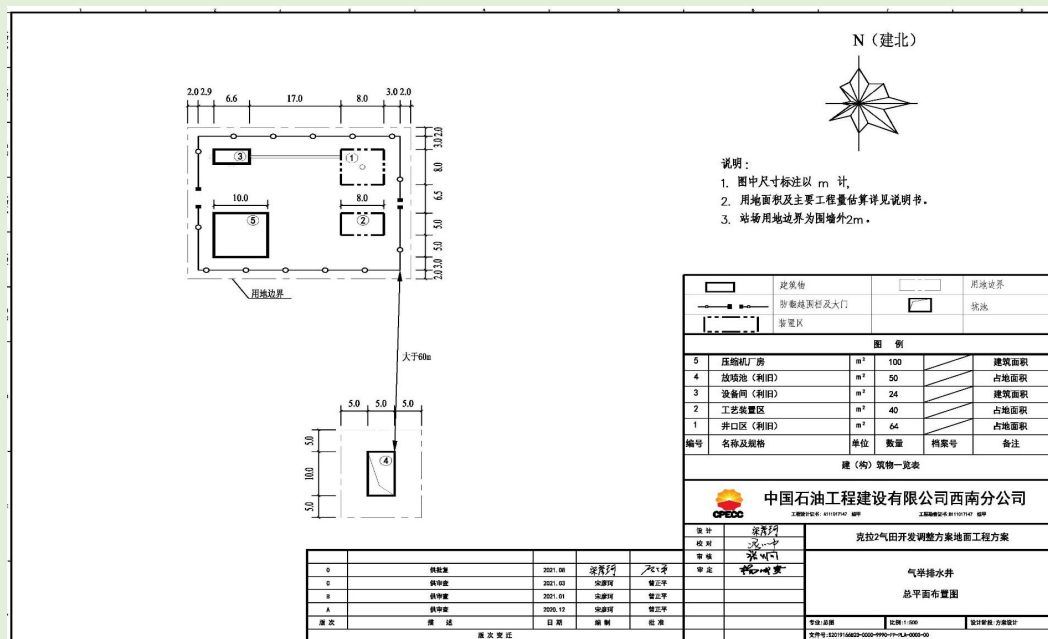 N（建北）
2.0 2.9 6.6 17.0 8.0 3.0 2.0
3.0 2.0
8.0
6.5
5.0
5.0
2.0 3.0
③
①
10.0
8.0
⑤
②
用地边界
大于60m
5.0 5.0 5.0
5.0
10.0
5.0
④
说明：
1. 图中尺寸标注以 m 计，
2. 用地面积及主要工程量估算详见说明书。
3. 站场用地边界为围墙外2m。
建筑物 用地边界
防翻越围栏及大门 坑池
装置区
图 例
5 压缩机厂房 m² 100 建筑面积
4 放喷池（利旧） m² 50 占地面积
3 设备间（利旧） m² 24 建筑面积
2 工艺装置区 m² 40 占地面积
1 井口区（利旧） m² 64 占地面积
编号 名称及规格 单位 数量 档案号 备注
建（构）筑物一览表
CPECC
中国石油工程建设有限公司西南分公司
设 计
校 对
审 核
审 定
克拉2气田开发调整方案地面工程方案
气举排水井
总平面布置图
专业:总图 比例:1:500 设计阶段:方案设计
0 供批复 2021.08
C 供审查 2021.03 宋彦珂 曾正平
B 供审查 2021.01 宋彦珂 曾正平
A 供审查 2020.12 宋彦珂 曾正平
版 次 描 述 日 期 编 制 批 准
版 次 变 迁